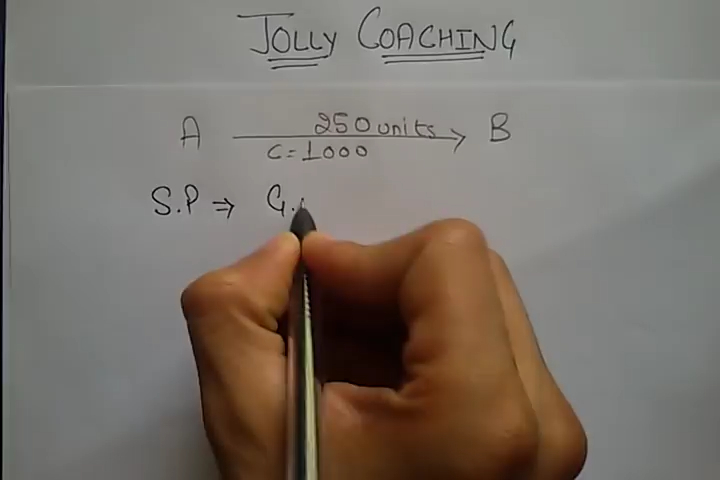 JOLLY COACHING
A 250 units B
C = 1000
S.P ⇒ G.